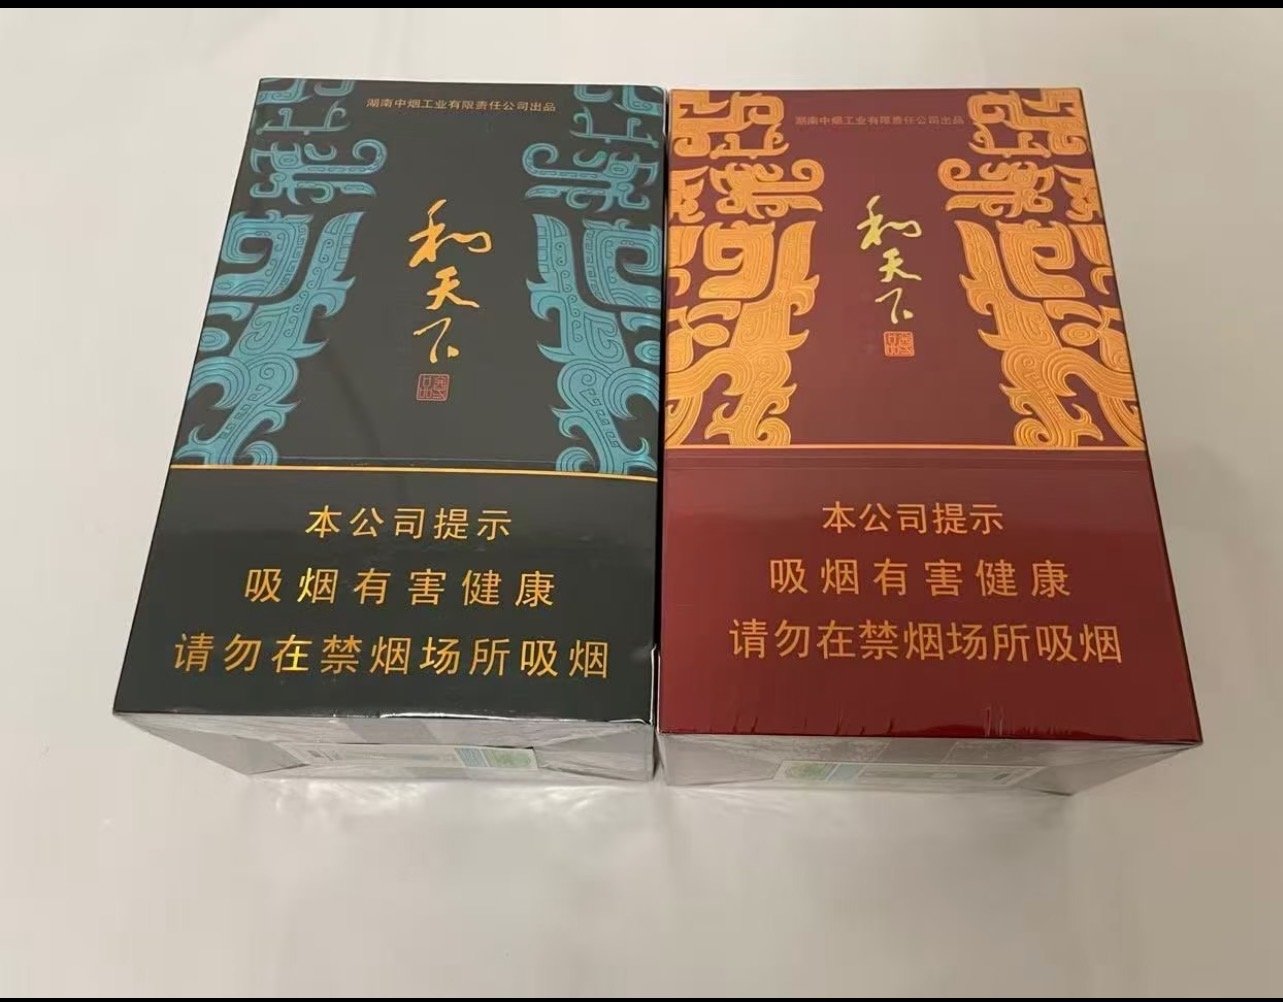 湖南中烟工业有限责任公司出品
和天下
本公司提示
吸烟有害健康
请勿在禁烟场所吸烟
湖南中烟工业有限责任公司出品
和天下
本公司提示
吸烟有害健康
请勿在禁烟场所吸烟